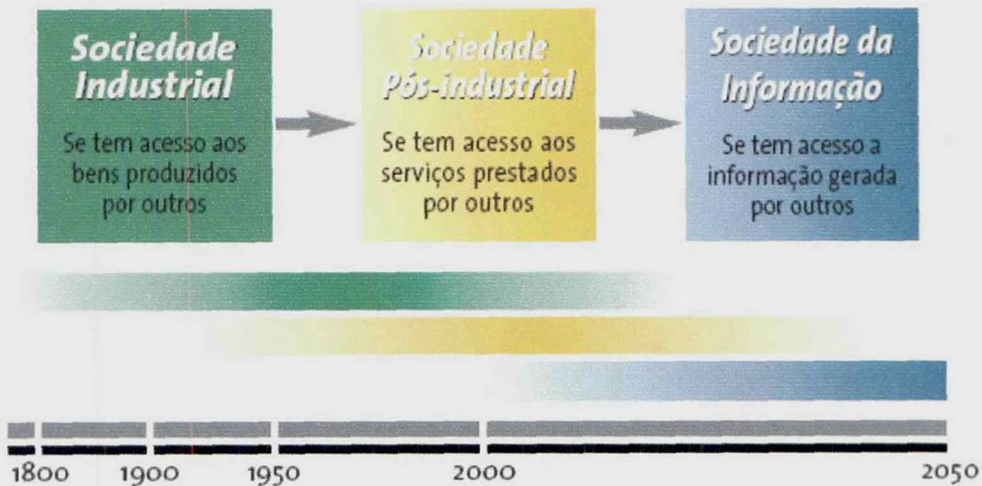 Sociedade
Industrial
Se tem acesso aos
bens produzidos
por outros
Sociedade
Pós-industrial
Se tem acesso aos
serviços prestados
por outros
Sociedade da
Informação
Se tem acesso a
informação gerada
por outros
1800 1900 1950 2000 2050